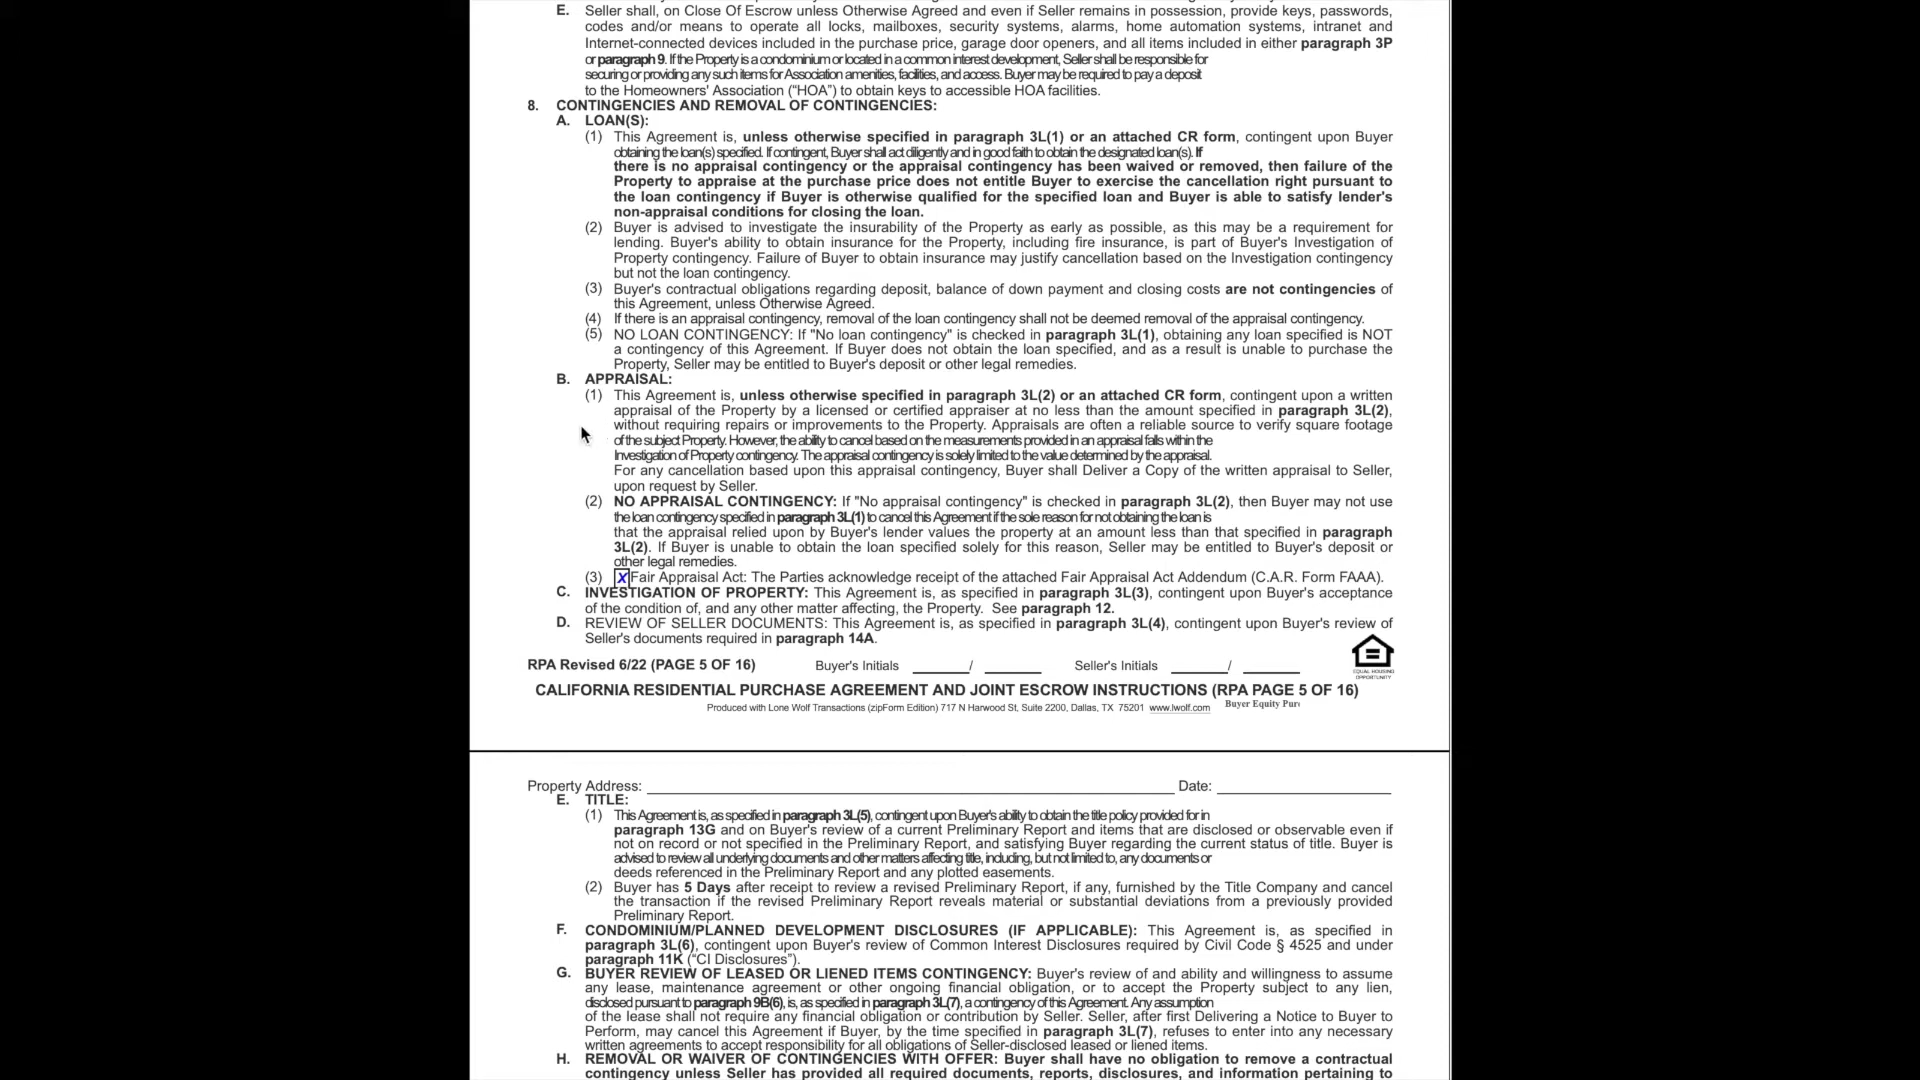 E. Seller shall, on Close Of Escrow unless Otherwise Agreed and even if Seller remains in possession, provide keys, passwords,
codes and/or means to operate all locks, mailboxes, security systems, alarms, home automation systems, intranet and
Internet-connected devices included in the purchase price, garage door openers, and all items included in either paragraph 3P
or paragraph 9. If the Property is a condominium or located in a common interest development, Seller shall be responsible for
securing or providing any such items for Association amenities, facilities, and access. Buyer may be required to pay a deposit
to the Homeowners' Association (“HOA”) to obtain keys to accessible HOA facilities.
8. CONTINGENCIES AND REMOVAL OF CONTINGENCIES:
A. LOAN(S):
(1) This Agreement is, unless otherwise specified in paragraph 3L(1) or an attached CR form, contingent upon Buyer
obtaining the loan(s) specified. If contingent, Buyer shall act diligently and in good faith to obtain the designated loan(s). If
there is no appraisal contingency or the appraisal contingency has been waived or removed, then failure of the
Property to appraise at the purchase price does not entitle Buyer to exercise the cancellation right pursuant to
the loan contingency if Buyer is otherwise qualified for the specified loan and Buyer is able to satisfy lender's
non-appraisal conditions for closing the loan.
(2) Buyer is advised to investigate the insurability of the Property as early as possible, as this may be a requirement for
lending. Buyer's ability to obtain insurance for the Property, including fire insurance, is part of Buyer's Investigation of
Property contingency. Failure of Buyer to obtain insurance may justify cancellation based on the Investigation contingency
but not the loan contingency.
(3) Buyer's contractual obligations regarding deposit, balance of down payment and closing costs are not contingencies of
this Agreement, unless Otherwise Agreed.
(4) If there is an appraisal contingency, removal of the loan contingency shall not be deemed removal of the appraisal contingency.
(5) NO LOAN CONTINGENCY: If "No loan contingency" is checked in paragraph 3L(1), obtaining any loan specified is NOT
a contingency of this Agreement. If Buyer does not obtain the loan specified, and as a result is unable to purchase the
Property, Seller may be entitled to Buyer's deposit or other legal remedies.
B. APPRAISAL:
(1) This Agreement is, unless otherwise specified in paragraph 3L(2) or an attached CR form, contingent upon a written
appraisal of the Property by a licensed or certified appraiser at no less than the amount specified in paragraph 3L(2),
without requiring repairs or improvements to the Property. Appraisals are often a reliable source to verify square footage
of the subject Property. However, the ability to cancel based on the measurements provided in an appraisal falls within the
Investigation of Property contingency. The appraisal contingency is solely limited to the value determined by the appraisal.
For any cancellation based upon this appraisal contingency, Buyer shall Deliver a Copy of the written appraisal to Seller,
upon request by Seller.
(2) NO APPRAISAL CONTINGENCY: If "No appraisal contingency" is checked in paragraph 3L(2), then Buyer may not use
the loan contingency specified in paragraph 3L(1) to cancel this Agreement if the sole reason for not obtaining the loan is
that the appraisal relied upon by Buyer's lender values the property at an amount less than that specified in paragraph
3L(2). If Buyer is unable to obtain the loan specified solely for this reason, Seller may be entitled to Buyer's deposit or
other legal remedies.
(3) X Fair Appraisal Act: The Parties acknowledge receipt of the attached Fair Appraisal Act Addendum (C.A.R. Form FAAA).
C. INVESTIGATION OF PROPERTY: This Agreement is, as specified in paragraph 3L(3), contingent upon Buyer's acceptance
of the condition of, and any other matter affecting, the Property. See paragraph 12.
D. REVIEW OF SELLER DOCUMENTS: This Agreement is, as specified in paragraph 3L(4), contingent upon Buyer's review of
Seller's documents required in paragraph 14A.
RPA Revised 6/22 (PAGE 5 OF 16) Buyer's Initials ______/______ Seller's Initials ______/______
EQUAL HOUSING
OPPORTUNITY
CALIFORNIA RESIDENTIAL PURCHASE AGREEMENT AND JOINT ESCROW INSTRUCTIONS (RPA PAGE 5 OF 16)
Produced with Lone Wolf Transactions (zipForm Edition) 717 N Harwood St, Suite 2200, Dallas, TX 75201 www.lwolf.com Buyer Equity Pur
Property Address: ______ Date: ______
E. TITLE:
(1) This Agreement is, as specified in paragraph 3L(5), contingent upon Buyer's ability to obtain the title policy provided for in
paragraph 13G and on Buyer's review of a current Preliminary Report and items that are disclosed or observable even if
not on record or not specified in the Preliminary Report, and satisfying Buyer regarding the current status of title. Buyer is
advised to review all underlying documents and other matters affecting title, including, but not limited to, any documents or
deeds referenced in the Preliminary Report and any plotted easements.
(2) Buyer has 5 Days after receipt to review a revised Preliminary Report, if any, furnished by the Title Company and cancel
the transaction if the revised Preliminary Report reveals material or substantial deviations from a previously provided
Preliminary Report.
F. CONDOMINIUM/PLANNED DEVELOPMENT DISCLOSURES (IF APPLICABLE): This Agreement is, as specified in
paragraph 3L(6), contingent upon Buyer's review of Common Interest Disclosures required by Civil Code § 4525 and under
paragraph 11K (“CI Disclosures”).
G. BUYER REVIEW OF LEASED OR LIENED ITEMS CONTINGENCY: Buyer's review of and ability and willingness to assume
any lease, maintenance agreement or other ongoing financial obligation, or to accept the Property subject to any lien,
disclosed pursuant to paragraph 9B(6), is, as specified in paragraph 3L(7), a contingency of this Agreement. Any assumption
of the lease shall not require any financial obligation or contribution by Seller. Seller, after first Delivering a Notice to Buyer to
Perform, may cancel this Agreement if Buyer, by the time specified in paragraph 3L(7), refuses to enter into any necessary
written agreements to accept responsibility for all obligations of Seller-disclosed leased or liened items.
H. REMOVAL OR WAIVER OF CONTINGENCIES WITH OFFER: Buyer shall have no obligation to remove a contractual
contingency unless Seller has provided all required documents, reports, disclosures, and information pertaining to